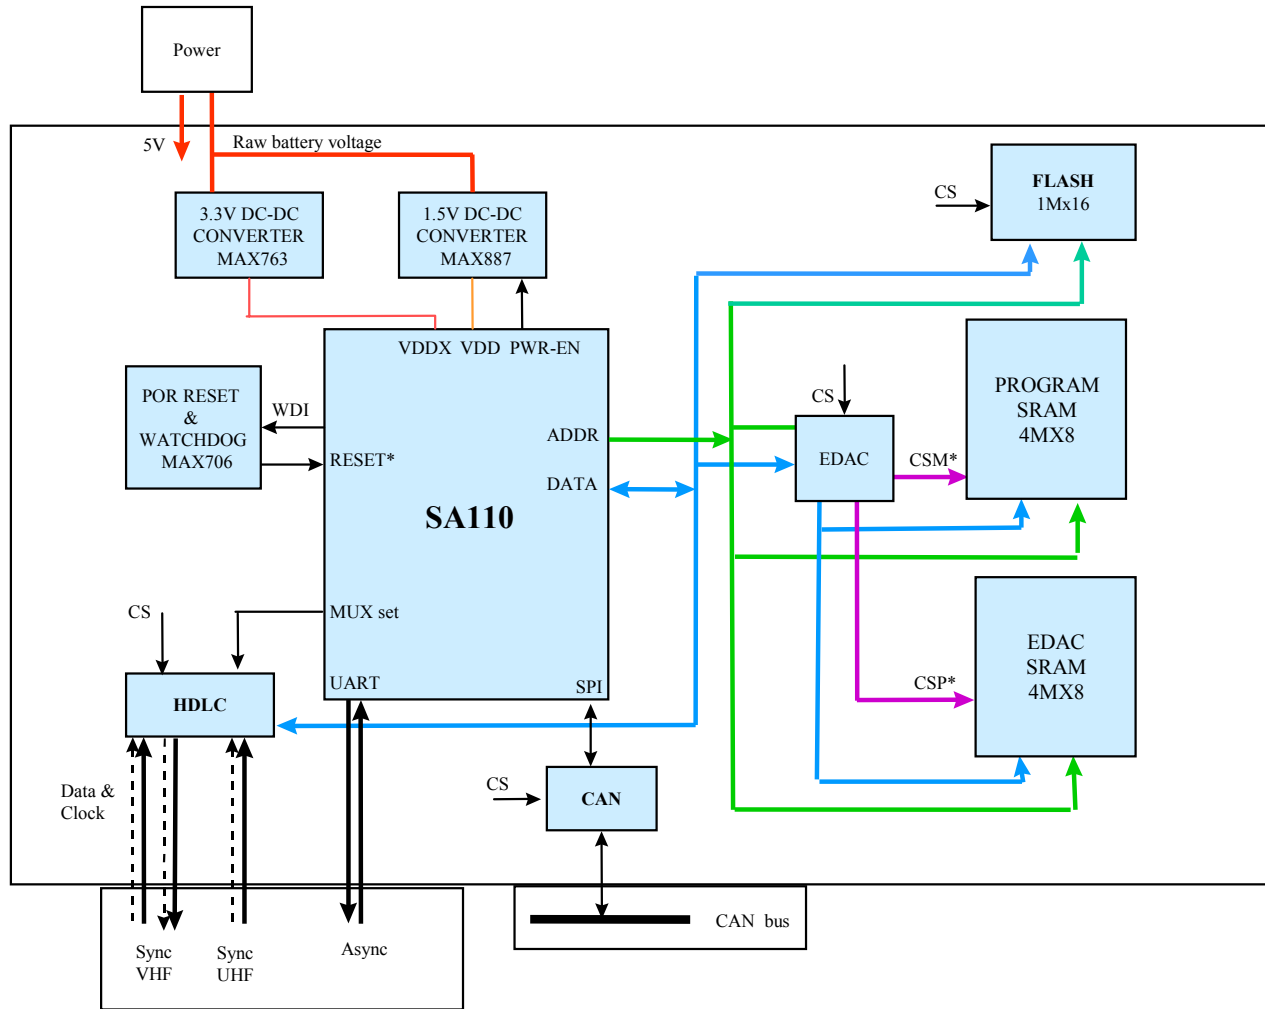 Power
5V
Raw battery voltage
3.3V DC-DC
CONVERTER
MAX763
1.5V DC-DC
CONVERTER
MAX887
CS
FLASH
1Mx16
VDDX
VDD
PWR-EN
POR RESET
&
WATCHDOG
MAX706
WDI
RESET*
ADDR
DATA
SA110
CS
EDAC
CSM*
PROGRAM
SRAM
4MX8
CS
MUX set
HDLC
UART
SPI
CSP*
EDAC
SRAM
4MX8
Data &
Clock
CS
CAN
Sync
VHF
Sync
UHF
Async
CAN bus